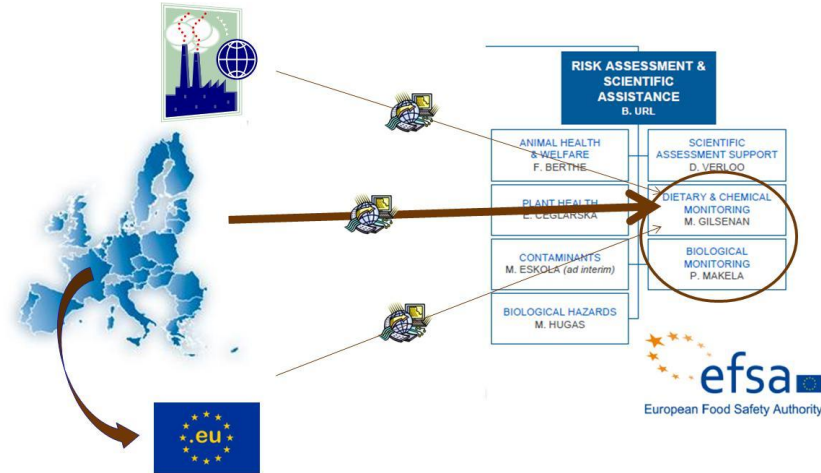 RISK ASSESSMENT &
SCIENTIFIC
ASSISTANCE
B. URL
ANIMAL HEALTH
& WELFARE
F. BERTHE
SCIENTIFIC
ASSESSMENT SUPPORT
D. VERLOO
PLANT HEALTH
E. CEGLARSKA
DIETARY & CHEMICAL
MONITORING
M. GILSENAN
CONTAMINANTS
M. ESKOLA (ad interim)
BIOLOGICAL
MONITORING
P. MAKELA
BIOLOGICAL HAZARDS
M. HUGAS
efsa
European Food Safety Authority
.eu